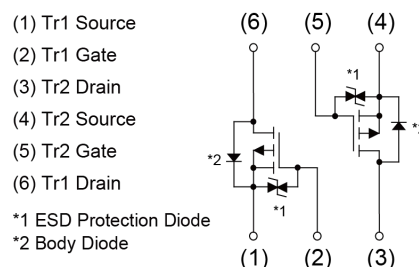 (1) Tr1 Source
(2) Tr1 Gate
(3) Tr2 Drain
(4) Tr2 Source
(5) Tr2 Gate
(6) Tr1 Drain
*1 ESD Protection Diode
*2 Body Diode
(6) (5) (4)
*1
*2
*1
(1) (2) (3)